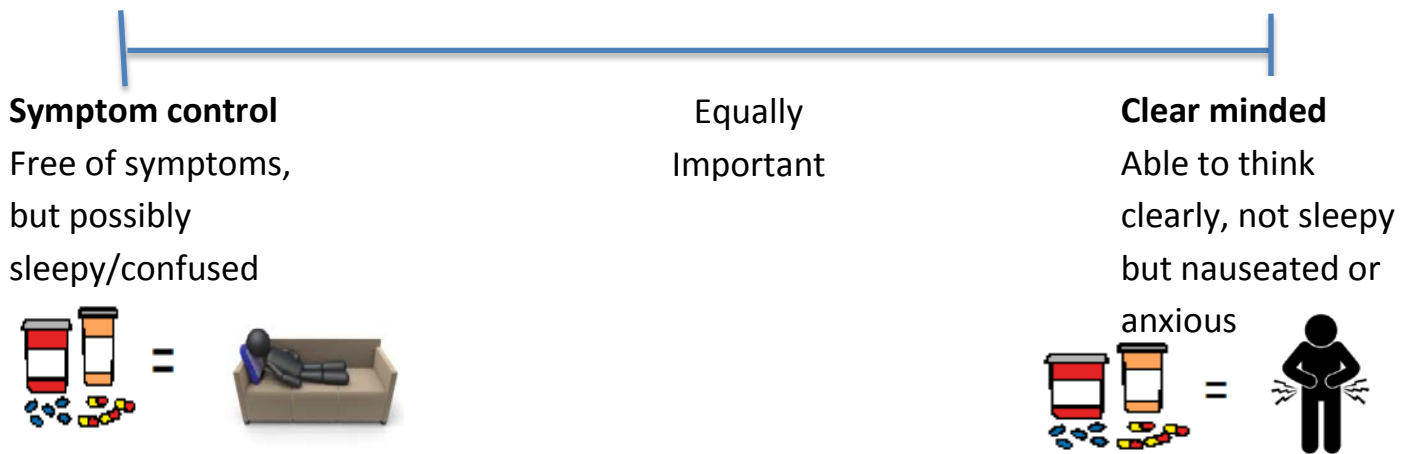 Symptom control
Free of symptoms,
but possibly
sleepy/confused
=
Equally
Important
Clear minded
Able to think
clearly, not sleepy
but nauseated or
anxious
=